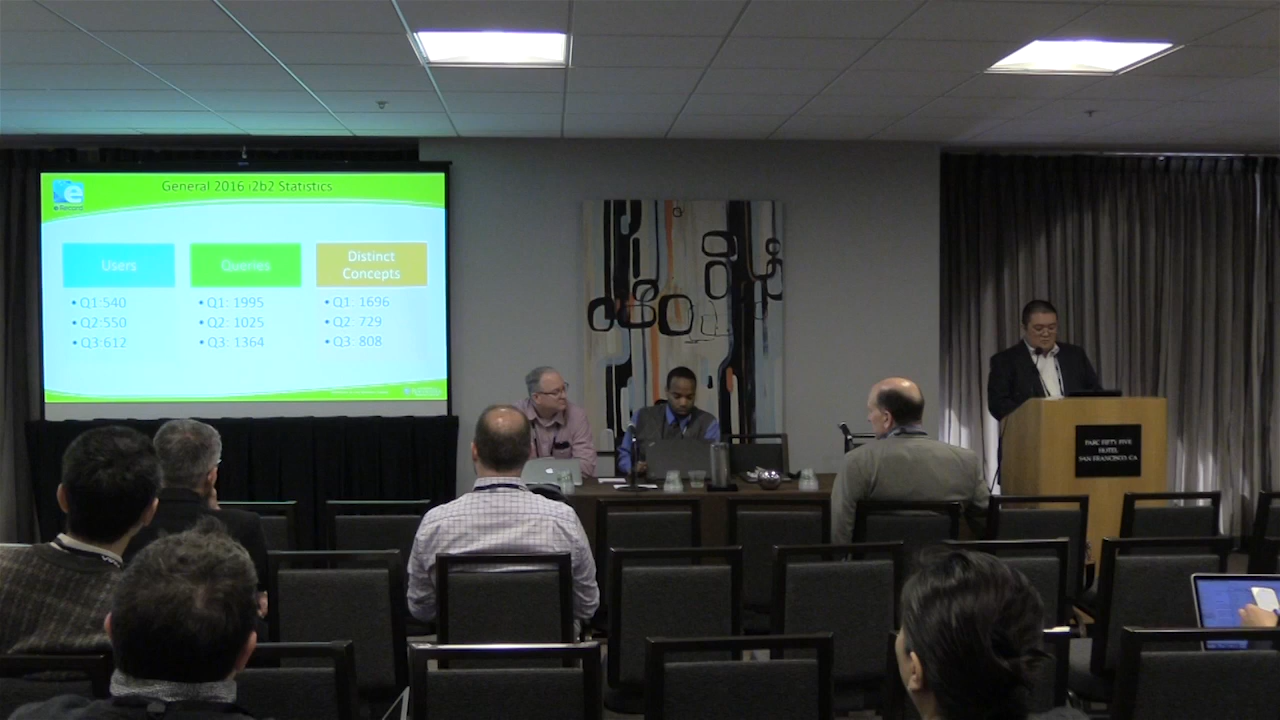 General 2016 i2b2 Statistics
e
eRecord
Users
• Q1:540
• Q2:550
• Q3:612
Queries
• Q1: 1995
• Q2: 1025
• Q3: 1364
Distinct
Concepts
• Q1: 1696
• Q2: 729
• Q3: 808
PARC FIFTY FIVE
HOTEL
SAN FRANCISCO, CA